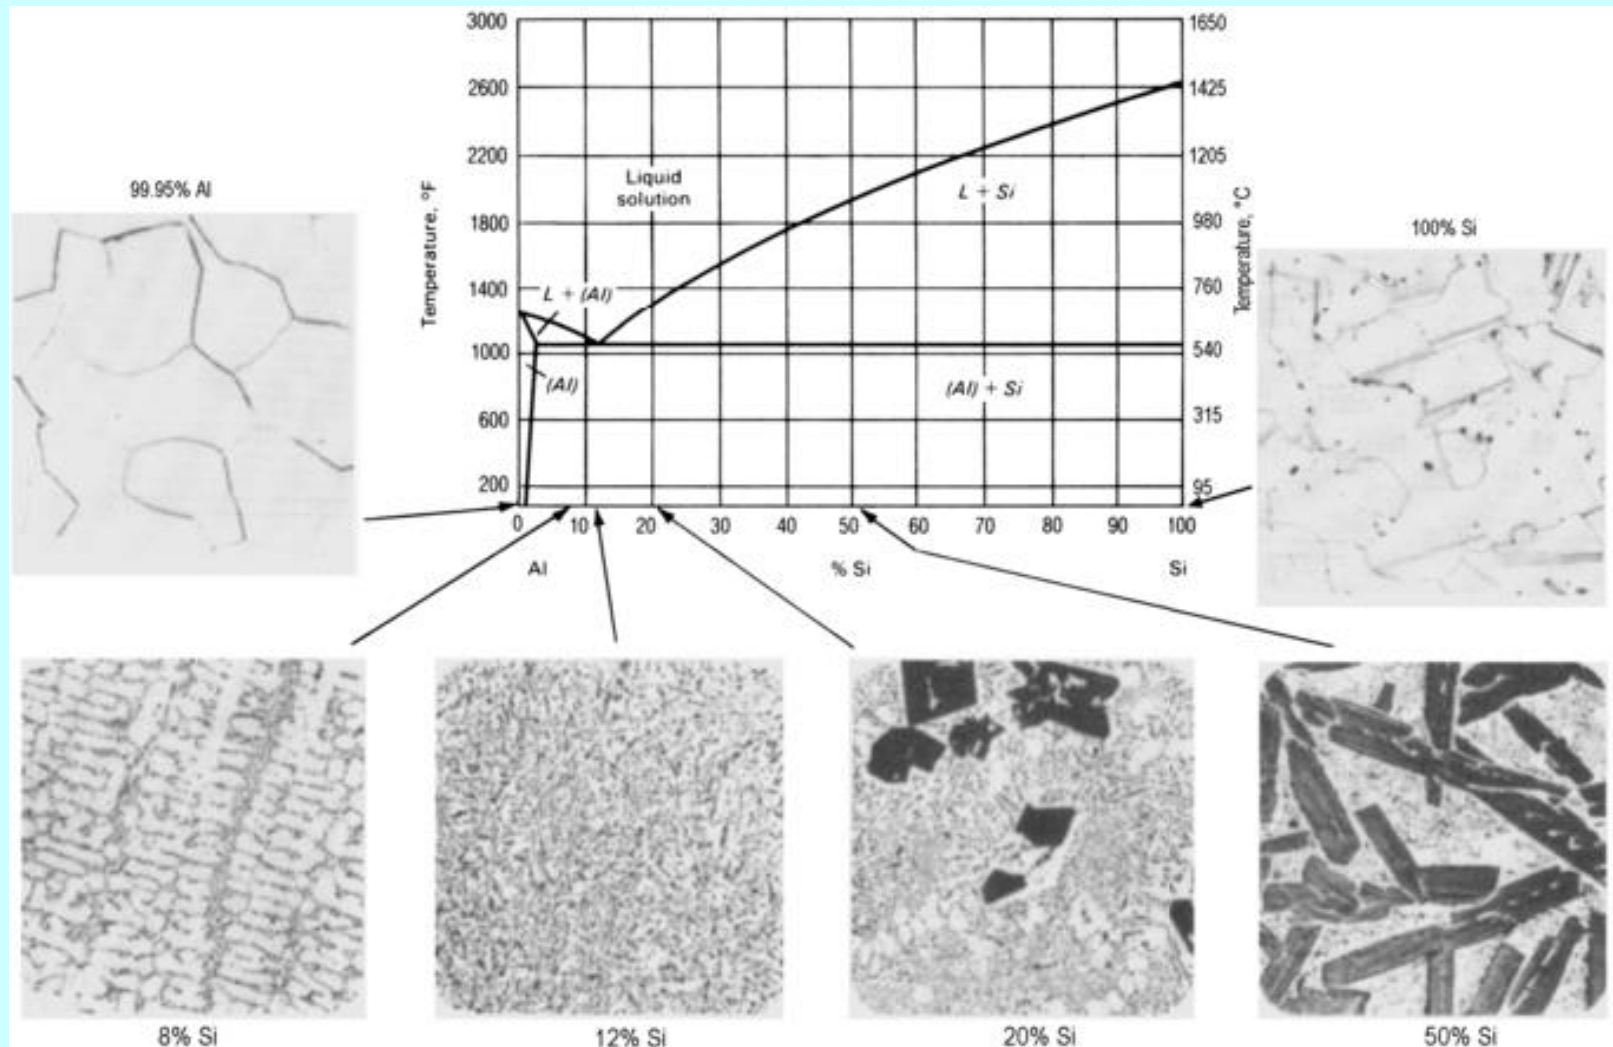 3000
2600
2200
1800
1400
1000
600
200
Temperature, °F
1650
1425
1205
980
760
540
315
95
Temperature, °C
Liquid
solution
L + Si
L + (Al)
(Al)
(Al) + Si
0 10 20 30 40 50 60 70 80 90 100
Al % Si Si
99.95% Al
100% Si
8% Si
12% Si
20% Si
50% Si